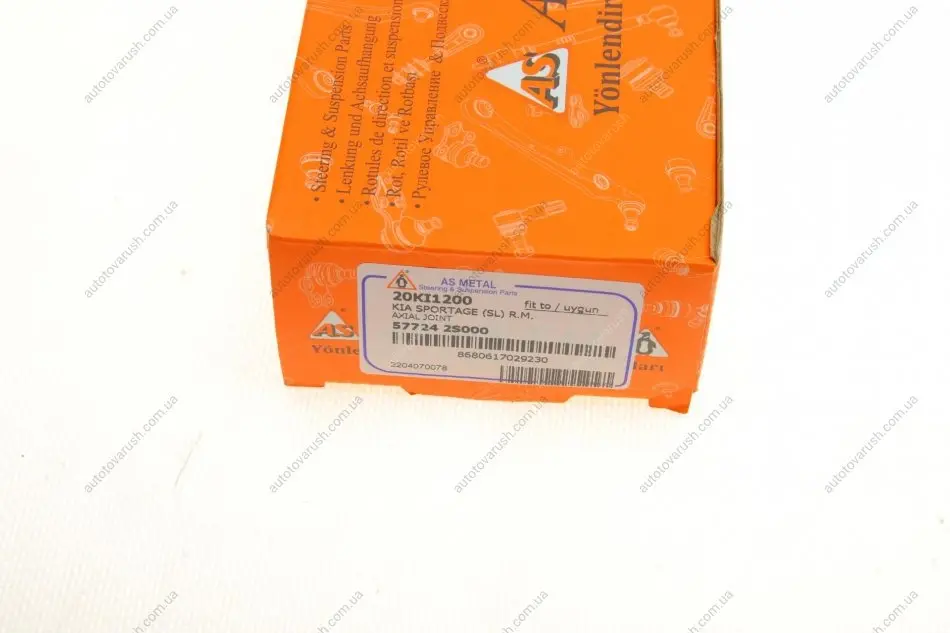 • Steering & Suspension Parts
• Lenkung und Achsaufhangung
• Rotules de direction et suspension
• Rot, Rotil ve Rotbaşı
• Рулевое Управление & Подвеска
AS
®
AS METAL
Steering & Suspension Parts
20KI1200
fit to / uygun
KIA SPORTAGE (SL) R.M.
AXIAL JOINT
57724 2S000
8680617029230
2204070078
AS
autotovarush.com.ua